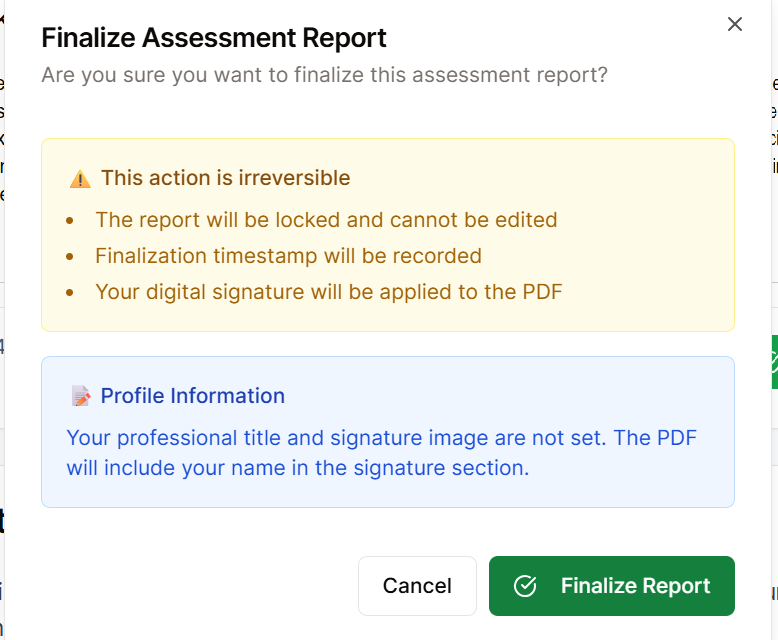 Finalize Assessment Report
Are you sure you want to finalize this assessment report?
This action is irreversible
The report will be locked and cannot be edited
Finalization timestamp will be recorded
Your digital signature will be applied to the PDF
Profile Information
Your professional title and signature image are not set. The PDF
will include your name in the signature section.
Cancel
Finalize Report